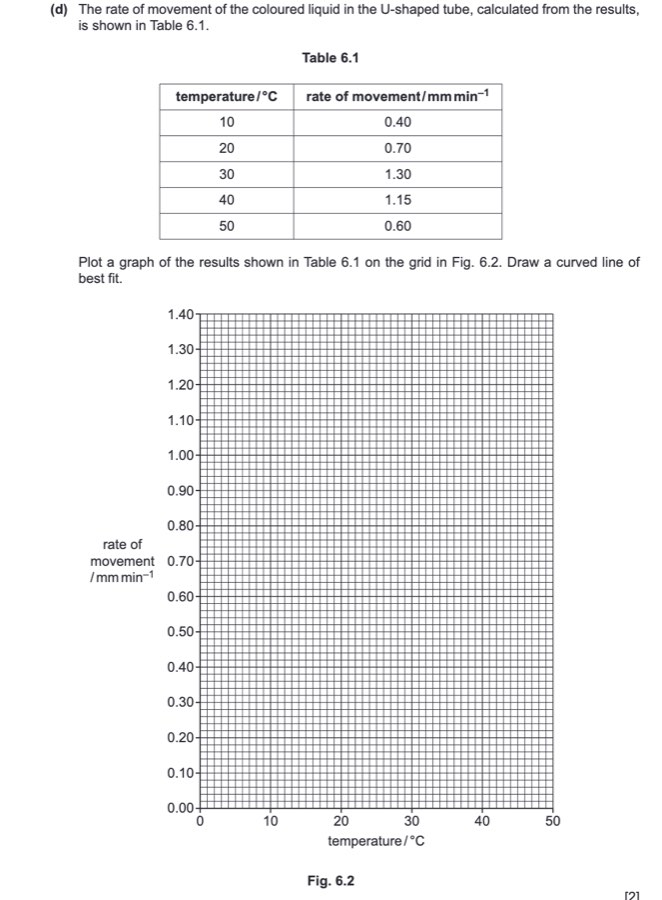 (d) The rate of movement of the coloured liquid in the U-shaped tube, calculated from the results,
is shown in Table 6.1.
Table 6.1
temperature/°C rate of movement/mm min⁻¹
10 0.40
20 0.70
30 1.30
40 1.15
50 0.60
Plot a graph of the results shown in Table 6.1 on the grid in Fig. 6.2. Draw a curved line of
best fit.
1.40
1.30
1.20
1.10
1.00
0.90
0.80
rate of
movement 0.70
/mm min⁻¹
0.60
0.50
0.40
0.30
0.20
0.10
0.00
0 10 20 30 40 50
temperature/°C
Fig. 6.2
[2]